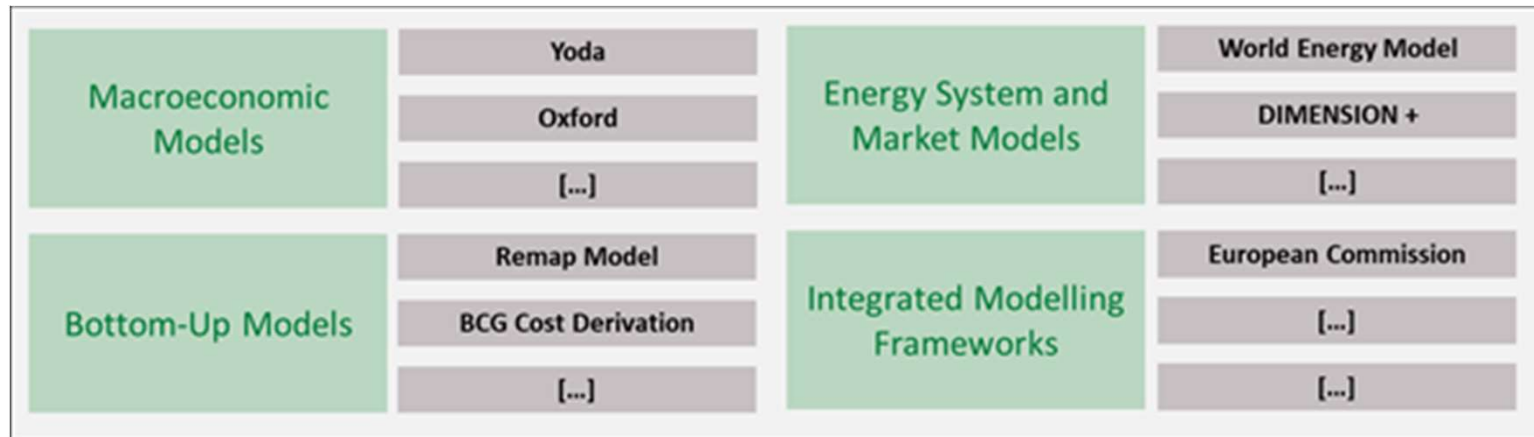 Macroeconomic
Models
Yoda
Oxford
[...]
Energy System and
Market Models
World Energy Model
DIMENSION +
[...]
Bottom-Up Models
Remap Model
BCG Cost Derivation
[...]
Integrated Modelling
Frameworks
European Commission
[...]
[...]